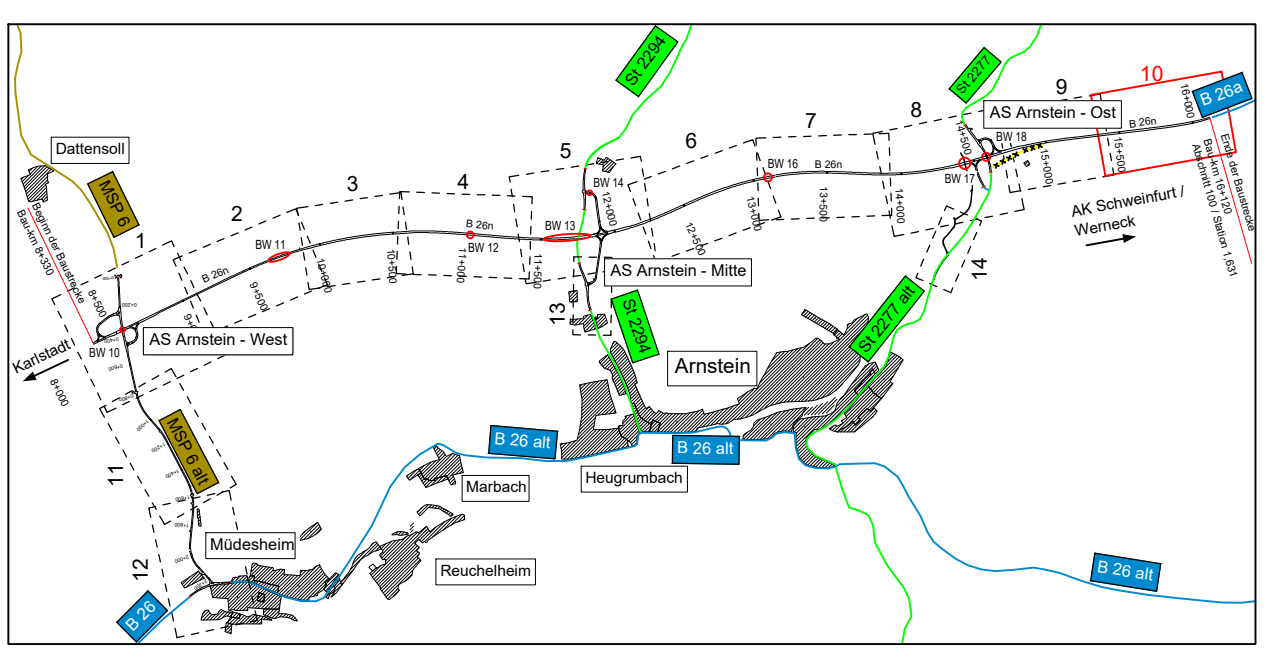 St 2294
St 2277
10
B 26a
9
16+000
AS Arnstein - Ost
8
7
6
5
B 26n
14+500
BW 18
15+500
15+000
Ende der Baustrecke
Bau-km 16+120
Abschnitt 100 / Station 1.631
Dattensoll
MSP 6
BW 14
BW 16
B 26n
BW 17
3
4
12+000
13+000
13+500
14+000
AK Schweinfurt /
Werneck
1
2
Beginn der Baustrecke
Bau-km 8+330
BW 11
B 26n
BW 12
BW 13
12+500
B 26n
10+000
10+500
11+000
11+500
AS Arnstein - Mitte
14
8+500
0+200
9+500
13
St 2294
St 2277 alt
AS Arnstein - West
BW 10
Karlstadt
8+000
Arnstein
MSP 6 alt
11
B 26 alt
B 26 alt
Marbach
Heugrumbach
Müdesheim
12
Reuchelheim
B 26 alt
B 26